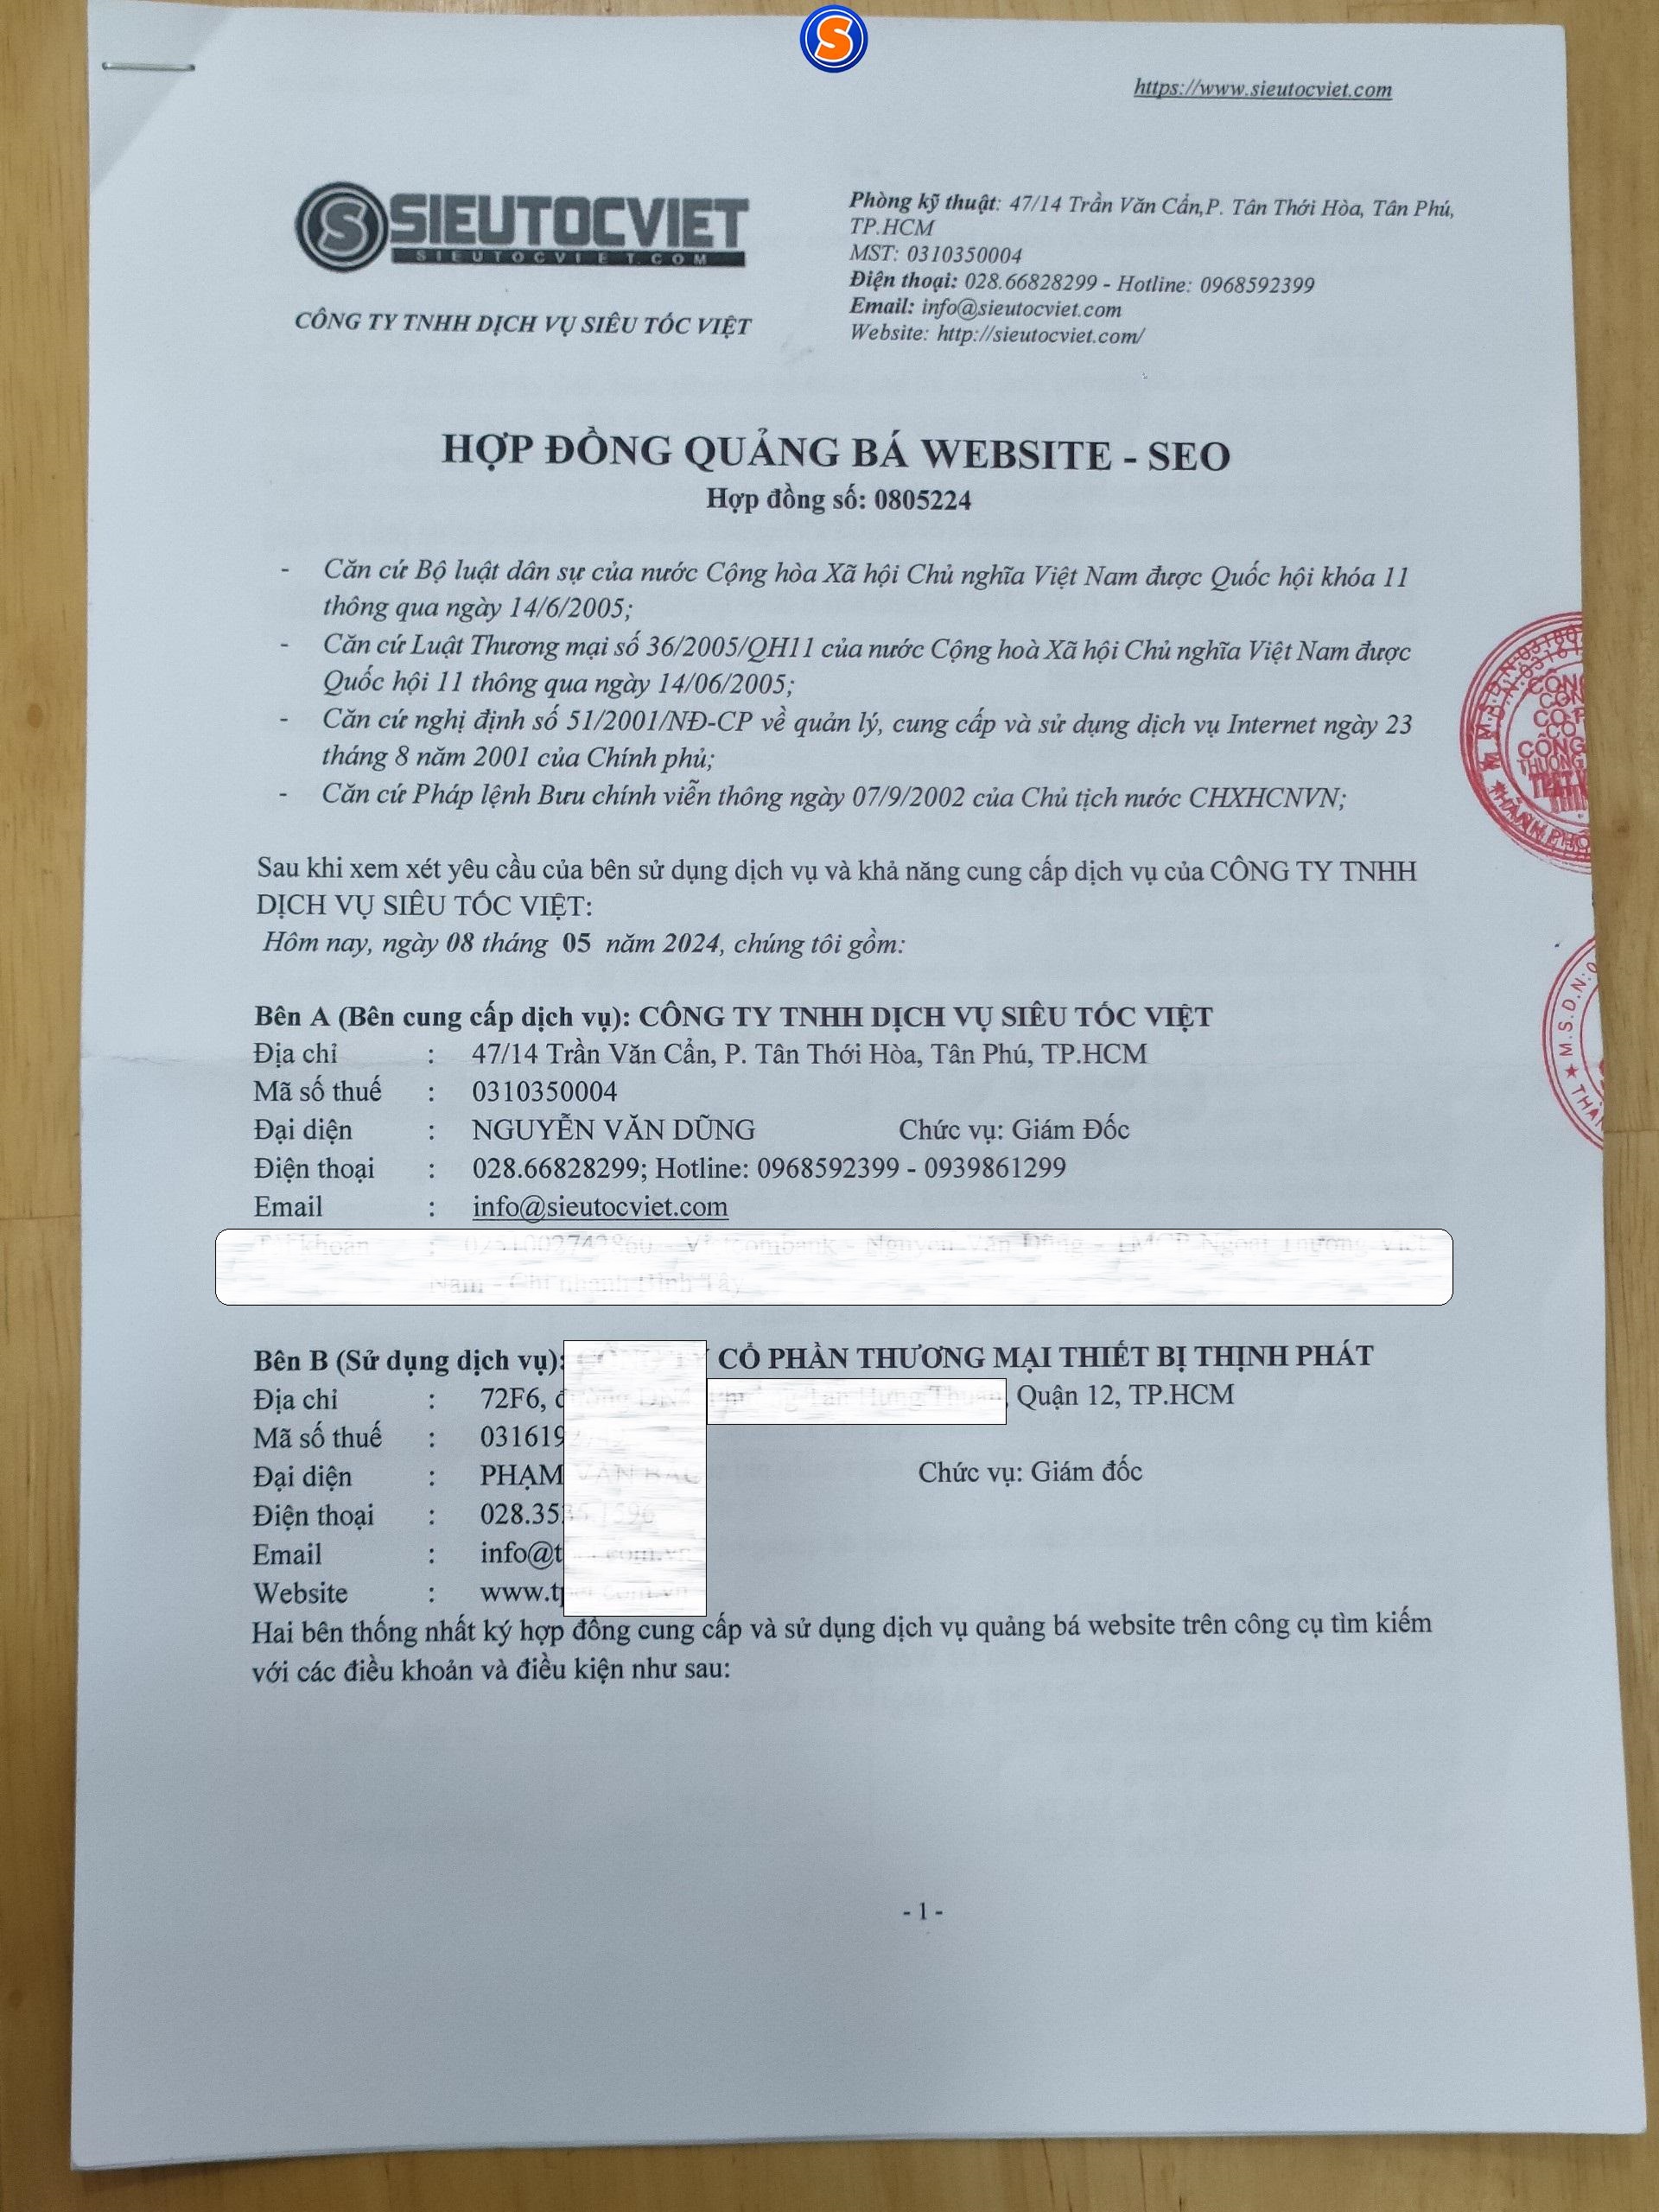 S
https://www.sieutocviet.com
SSIEUTOCVIET
SIEUTOCVIET.COM
CÔNG TY TNHH DỊCH VỤ SIÊU TỐC VIỆT
Phòng kỹ thuật: 47/14 Trần Văn Cẩn,P. Tân Thới Hòa, Tân Phú,
TP.HCM
MST: 0310350004
Điện thoại: 028.66828299 - Hotline: 0968592399
Email: info@sieutocviet.com
Website: http://sieutocviet.com/
HỢP ĐỒNG QUẢNG BÁ WEBSITE - SEO
Hợp đồng số: 0805224
- Căn cứ Bộ luật dân sự của nước Cộng hòa Xã hội Chủ nghĩa Việt Nam được Quốc hội khóa 11
thông qua ngày 14/6/2005;
- Căn cứ Luật Thương mại số 36/2005/QH11 của nước Cộng hoà Xã hội Chủ nghĩa Việt Nam được
Quốc hội 11 thông qua ngày 14/06/2005;
- Căn cứ nghị định số 51/2001/NĐ-CP về quản lý, cung cấp và sử dụng dịch vụ Internet ngày 23
tháng 8 năm 2001 của Chính phủ;
- Căn cứ Pháp lệnh Bưu chính viễn thông ngày 07/9/2002 của Chủ tịch nước CHXHCNVN;
Sau khi xem xét yêu cầu của bên sử dụng dịch vụ và khả năng cung cấp dịch vụ của CÔNG TY TNHH
DỊCH VỤ SIÊU TỐC VIỆT:
Hôm nay, ngày 08 tháng 05 năm 2024, chúng tôi gồm:
Bên A (Bên cung cấp dịch vụ): CÔNG TY TNHH DỊCH VỤ SIÊU TỐC VIỆT
Địa chỉ : 47/14 Trần Văn Cẩn, P. Tân Thới Hòa, Tân Phú, TP.HCM
Mã số thuế : 0310350004
Đại diện : NGUYỄN VĂN DŨNG Chức vụ: Giám Đốc
Điện thoại : 028.66828299; Hotline: 0968592399 - 0939861299
Email : info@sieutocviet.com
Bên B (Sử dụng dịch vụ): CỔ PHẦN THƯƠNG MẠI THIẾT BỊ THỊNH PHÁT
Địa chỉ : 72F6, Quận 12, TP.HCM
Mã số thuế : 031619
Đại diện : PHẠM Chức vụ: Giám đốc
Điện thoại : 028.35
Email : info@t
Website : www.t
Hai bên thống nhất ký hợp đồng cung cấp và sử dụng dịch vụ quảng bá website trên công cụ tìm kiếm
với các điều khoản và điều kiện như sau:
- 1 -